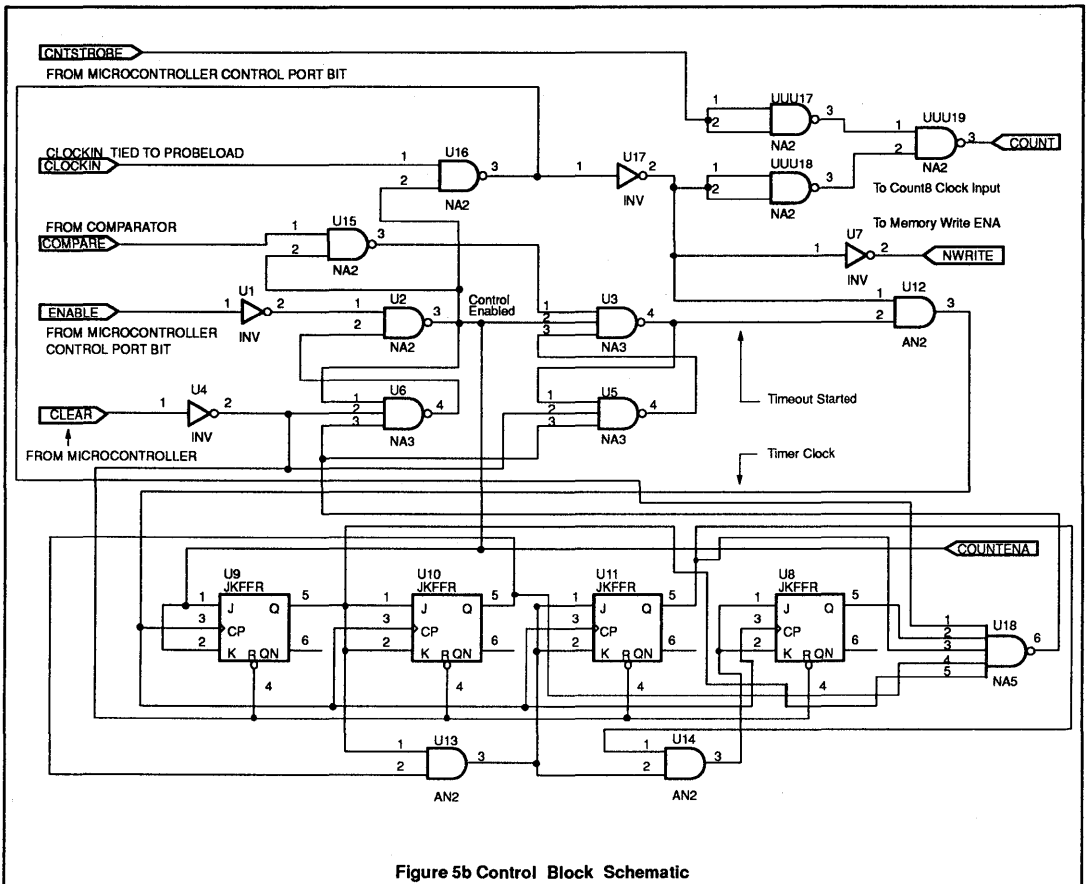 CNTSTROBE
FROM MICROCONTROLLER CONTROL PORT BIT
1
2
UUU17
3
NA2
UUU19
1
2
3
NA2
COUNT
CLOCKIN TIED TO PROBELOAD
CLOCKIN
1
2
U16
3
NA2
1
U17
2
INV
1
2
UUU18
3
NA2
To Count8 Clock Input
FROM COMPARATOR
COMPARE
1
2
U15
3
NA2
To Memory Write ENA
1
U7
2
INV
NWRITE
ENABLE
FROM MICROCONTROLLER
CONTROL PORT BIT
1
U1
2
INV
1
2
U2
3
NA2
Control
Enabled
1
2
3
U3
4
NA3
1
2
U12
3
AN2
CLEAR
FROM MICROCONTROLLER
1
U4
2
INV
1
2
3
U6
4
NA3
1
2
3
U5
4
NA3
Timeout Started
Timer Clock
COUNTENA
U9
JKFFR
1
3
2
J
CP
K
Q
R
QN
5
6
4
U10
JKFFR
1
3
2
J
CP
K
Q
R
QN
5
6
4
U11
JKFFR
1
3
2
J
CP
K
Q
R
QN
5
6
4
U8
JKFFR
1
3
2
J
CP
K
Q
R
QN
5
6
4
1
2
3
4
5
U18
6
NA5
1
2
U13
3
AN2
1
2
U14
3
AN2
Figure 5b Control Block Schematic